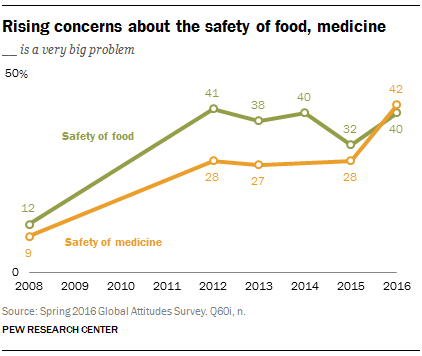 Rising concerns about the safety of food, medicine
__ is a very big problem
50%
41
38
40
32
42
40
Safety of food
28
27
28
12
9
Safety of medicine
0
2008 2009 2010 2011 2012 2013 2014 2015 2016
Source: Spring 2016 Global Attitudes Survey. Q60i, n.
PEW RESEARCH CENTER